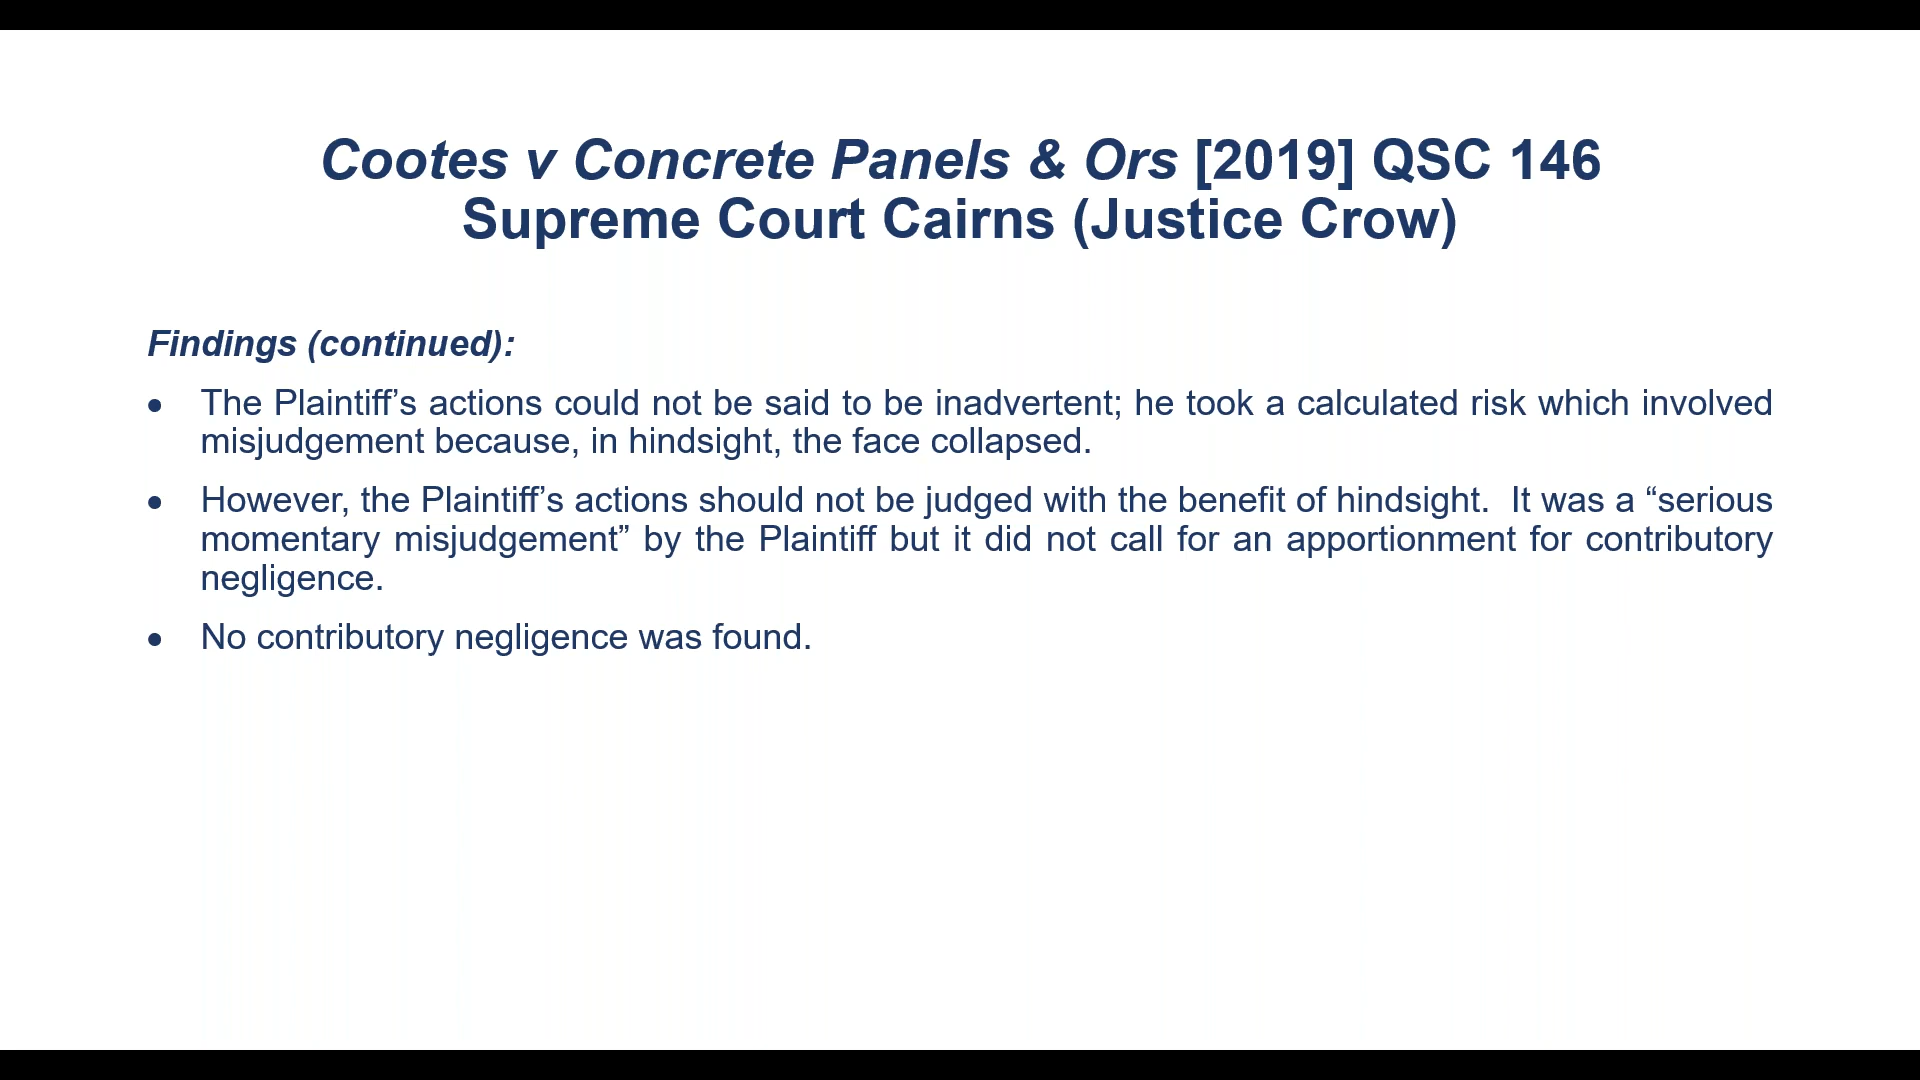 Cootes v Concrete Panels & Ors [2019] QSC 146
Supreme Court Cairns (Justice Crow)
Findings (continued):
• The Plaintiff’s actions could not be said to be inadvertent; he took a calculated risk which involved
misjudgement because, in hindsight, the face collapsed.
• However, the Plaintiff’s actions should not be judged with the benefit of hindsight.  It was a “serious
momentary misjudgement” by the Plaintiff but it did not call for an apportionment for contributory
negligence.
• No contributory negligence was found.